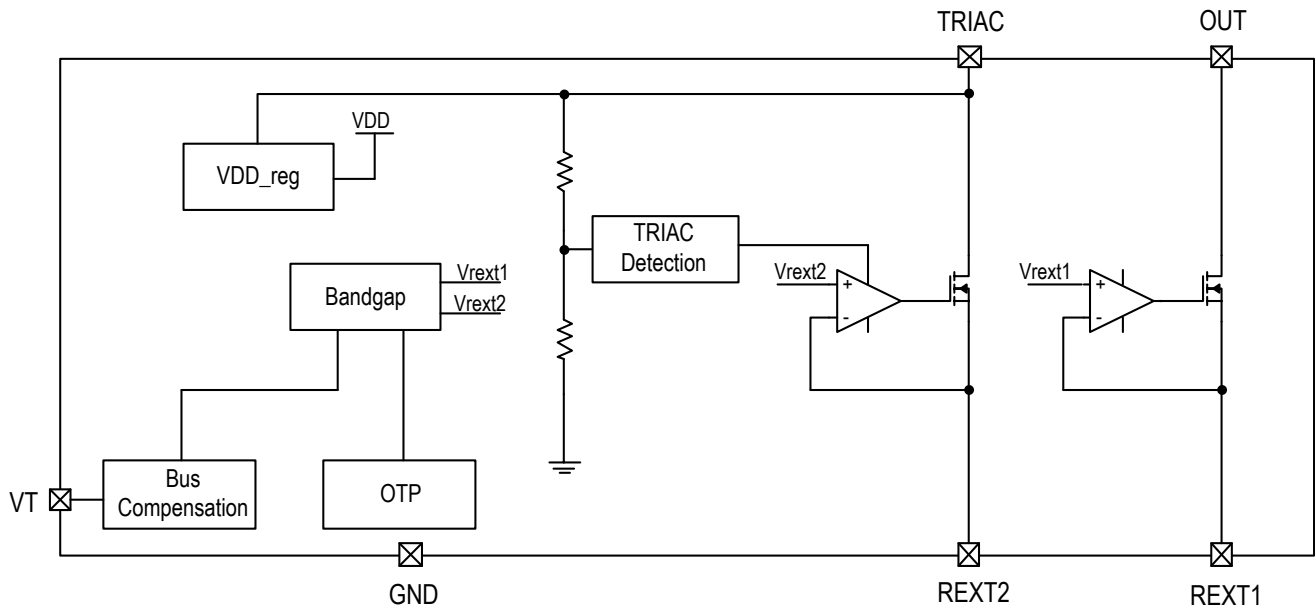 TRIAC
OUT
VDD
VDD_reg
TRIAC
Detection
Bandgap
Vrext1
Vrext2
Vrext2
+
-
Vrext1
+
-
Bus
Compensation
OTP
VT
GND
REXT2
REXT1